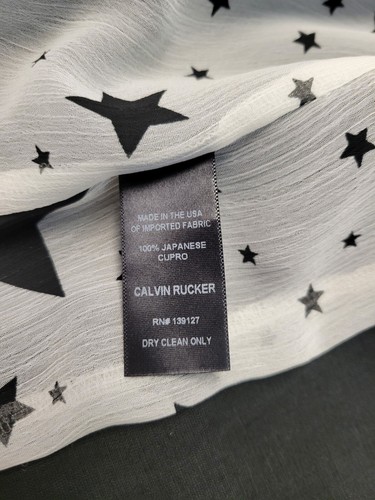 MADE IN THE USA
OF IMPORTED FABRIC
100% JAPANESE
CUPRO
CALVIN RUCKER
RN# 139127
DRY CLEAN ONLY